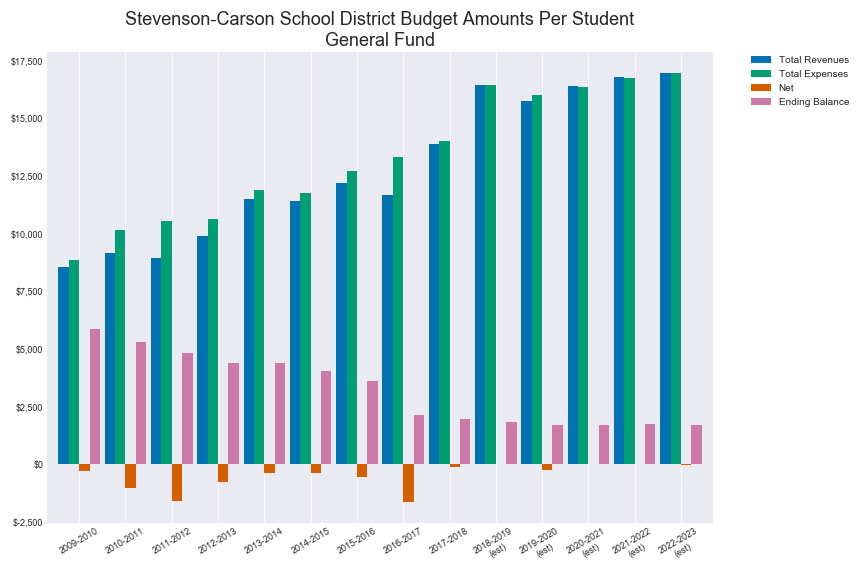 Stevenson-Carson School District Budget Amounts Per Student
General Fund
Total Revenues
Total Expenses
Net
Ending Balance
$17,500
$15,000
$12,500
$10,000
$7,500
$5,000
$2,500
$0
$-2,500
2009-2010
2010-2011
2011-2012
2012-2013
2013-2014
2014-2015
2015-2016
2016-2017
2017-2018
2018-2019
(est)
2019-2020
(est)
2020-2021
(est)
2021-2022
(est)
2022-2023
(est)